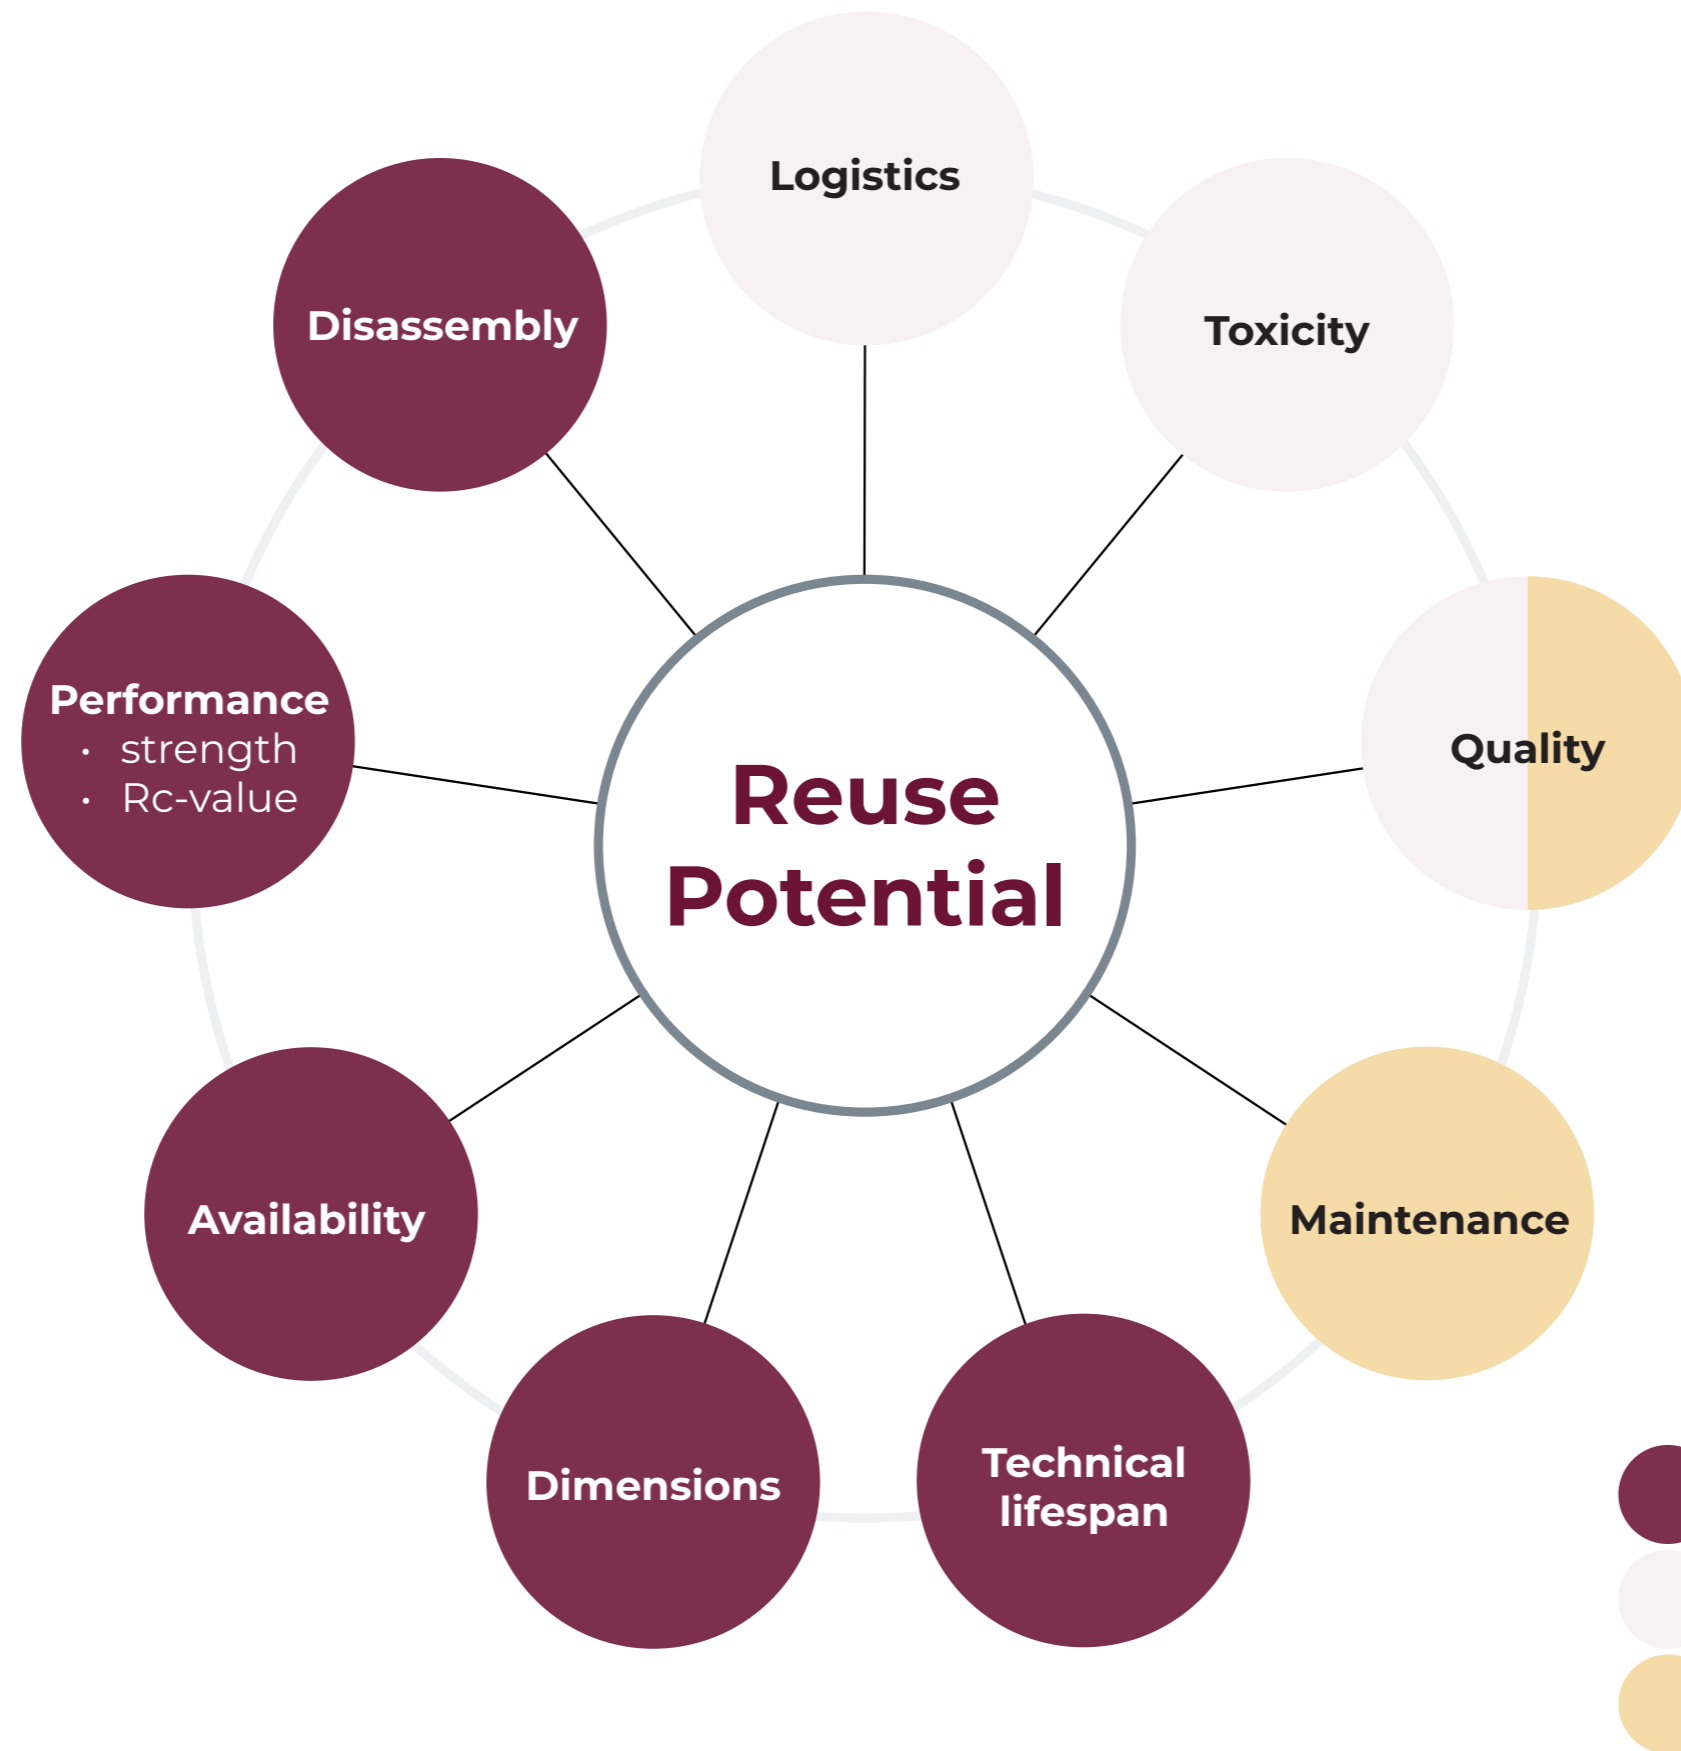 Logistics
Disassembly
Toxicity
Performance
• strength
• Rc-value
Quality
Reuse
Potential
Availability
Maintenance
Dimensions
Technical
lifespan